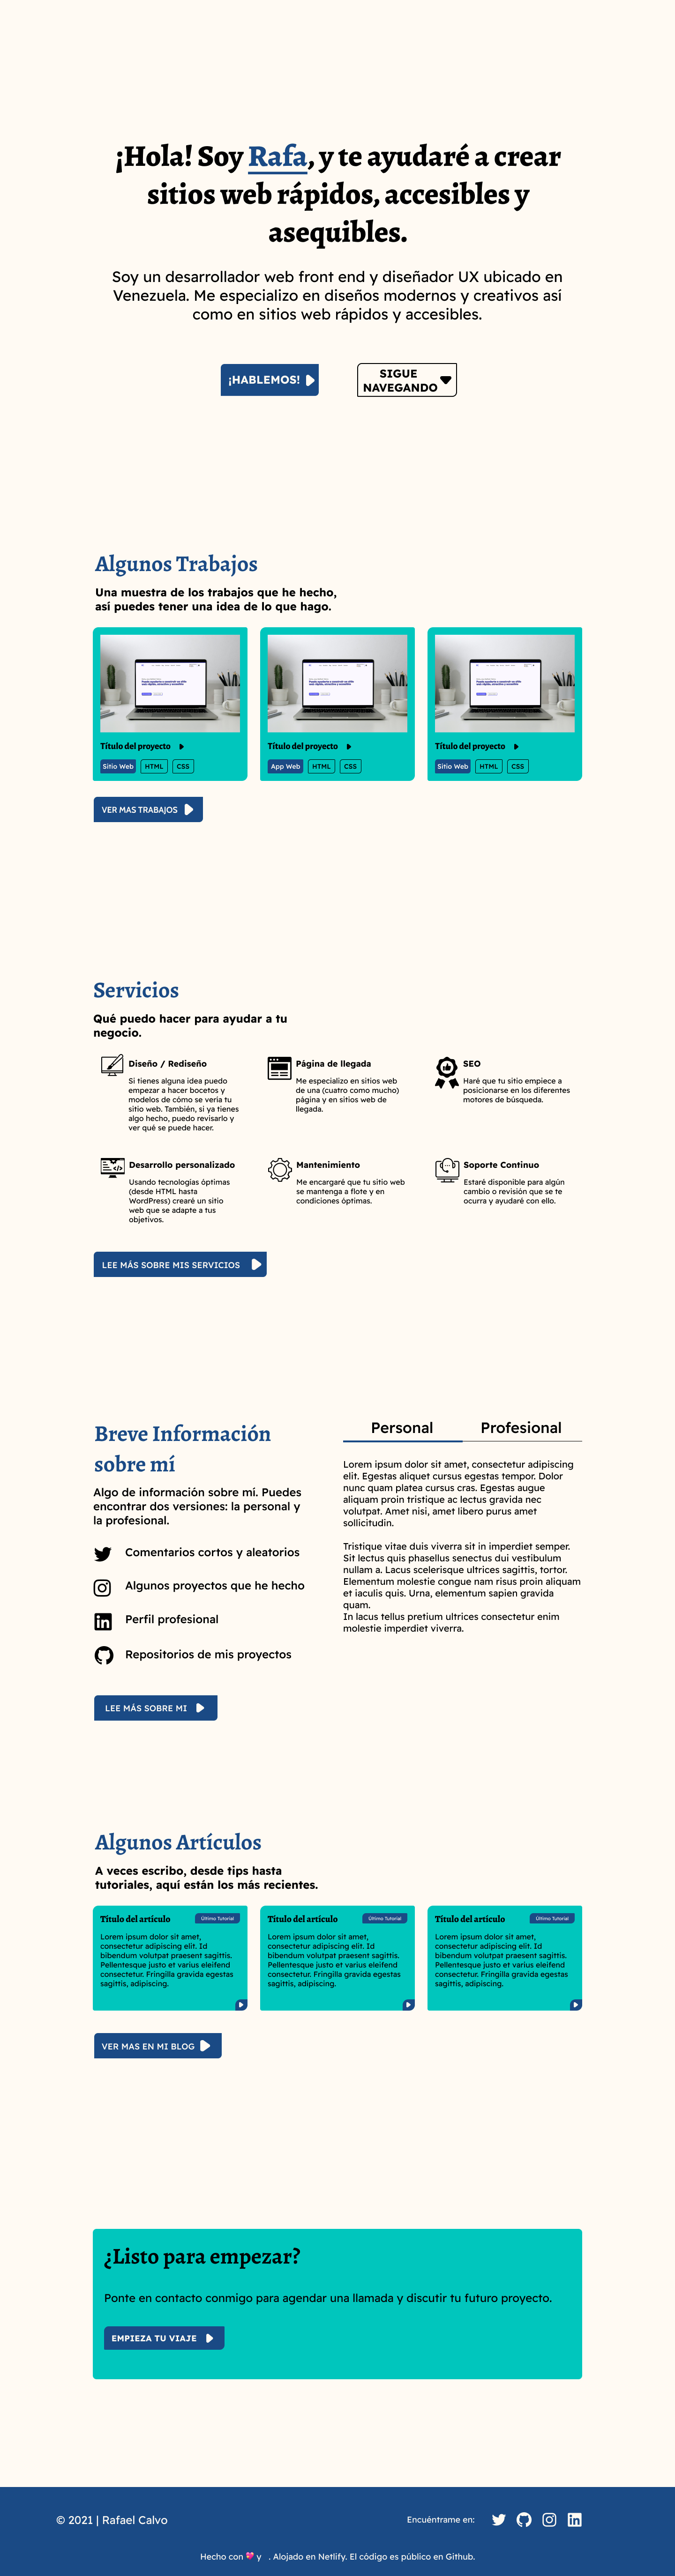 ¡Hola! Soy Rafa, y te ayudaré a crear
sitios web rápidos, accesibles y
asequibles.
Soy un desarrollador web front end y diseñador UX ubicado en
Venezuela. Me especializo en diseños modernos y creativos así
como en sitios web rápidos y accesibles.
¡HABLEMOS!
SIGUE
NAVEGANDO
Algunos Trabajos
Una muestra de los trabajos que he hecho,
así puedes tener una idea de lo que hago.
Título del proyecto
Sitio Web HTML CSS
Título del proyecto
App Web HTML CSS
Título del proyecto
Sitio Web HTML CSS
VER MAS TRABAJOS
Servicios
Qué puedo hacer para ayudar a tu
negocio.
Diseño / Rediseño
Si tienes alguna idea puedo
empezar a hacer bocetos y
modelos de cómo se vería tu
sitio web. También, si ya tienes
algo hecho, puedo revisarlo y
ver qué se puede hacer.
Página de llegada
Me especializo en sitios web
de una (cuatro como mucho)
página y en sitios web de
llegada.
SEO
Haré que tu sitio empiece a
posicionarse en los diferentes
motores de búsqueda.
Desarrollo personalizado
Usando tecnologías óptimas
(desde HTML hasta
WordPress) crearé un sitio
web que se adapte a tus
objetivos.
Mantenimiento
Me encargaré que tu sitio web
se mantenga a flote y en
condiciones óptimas.
Soporte Continuo
Estaré disponible para algún
cambio o revisión que se te
ocurra y ayudaré con ello.
LEE MÁS SOBRE MIS SERVICIOS
Breve Información
sobre mí
Algo de información sobre mí. Puedes
encontrar dos versiones: la personal y
la profesional.
Comentarios cortos y aleatorios
Algunos proyectos que he hecho
Perfil profesional
Repositorios de mis proyectos
LEE MÁS SOBRE MI
Personal Profesional
Lorem ipsum dolor sit amet, consectetur adipiscing
elit. Egestas aliquet cursus egestas tempor. Dolor
nunc quam platea cursus cras. Egestas augue
aliquam proin tristique ac lectus gravida nec
volutpat. Amet nisi, amet libero purus amet
sollicitudin.
Tristique vitae duis viverra sit in imperdiet semper.
Sit lectus quis phasellus senectus dui vestibulum
nullam a. Lacus scelerisque ultrices sagittis, tortor.
Elementum molestie congue nam risus proin aliquam
et iaculis quis. Urna, elementum sapien gravida
quam.
In lacus tellus pretium ultrices consectetur enim
molestie imperdiet viverra.
Algunos Artículos
A veces escribo, desde tips hasta
tutoriales, aquí están los más recientes.
Título del artículo Último Tutorial
Lorem ipsum dolor sit amet,
consectetur adipiscing elit. Id
bibendum volutpat praesent sagittis.
Pellentesque justo et varius eleifend
consectetur. Fringilla gravida egestas
sagittis, adipiscing.
Título del artículo Último Tutorial
Lorem ipsum dolor sit amet,
consectetur adipiscing elit. Id
bibendum volutpat praesent sagittis.
Pellentesque justo et varius eleifend
consectetur. Fringilla gravida egestas
sagittis, adipiscing.
Título del artículo Último Tutorial
Lorem ipsum dolor sit amet,
consectetur adipiscing elit. Id
bibendum volutpat praesent sagittis.
Pellentesque justo et varius eleifend
consectetur. Fringilla gravida egestas
sagittis, adipiscing.
VER MAS EN MI BLOG
¿Listo para empezar?
Ponte en contacto conmigo para agendar una llamada y discutir tu futuro proyecto.
EMPIEZA TU VIAJE
© 2021 | Rafael Calvo
Encuéntrame en:
Hecho con 💖 y . Alojado en Netlify. El código es público en Github.